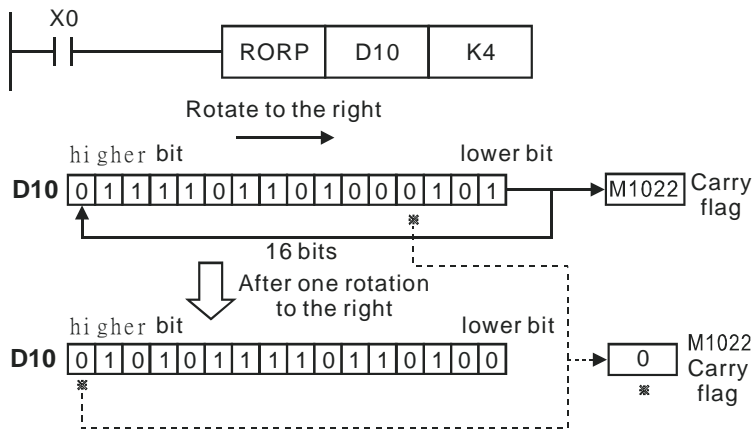 X0
RORP D10 K4
Rotate to the right
higher bit lower bit
D10 0 1 1 1 1 0 1 1 0 1 0 0 0 1 0 1 M1022 Carry
flag
※
16 bits
After one rotation
to the right
higher bit lower bit
D10 0 1 0 1 0 1 1 1 1 0 1 1 0 1 0 0 0 M1022
Carry
flag
※ ※